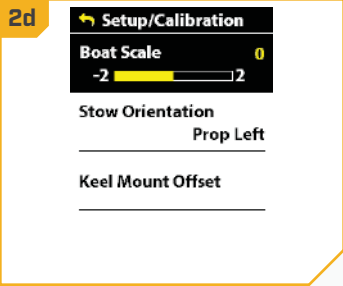 2d
Setup/Calibration
Boat Scale 0
-2 2
Stow Orientation
Prop Left
Keel Mount Offset